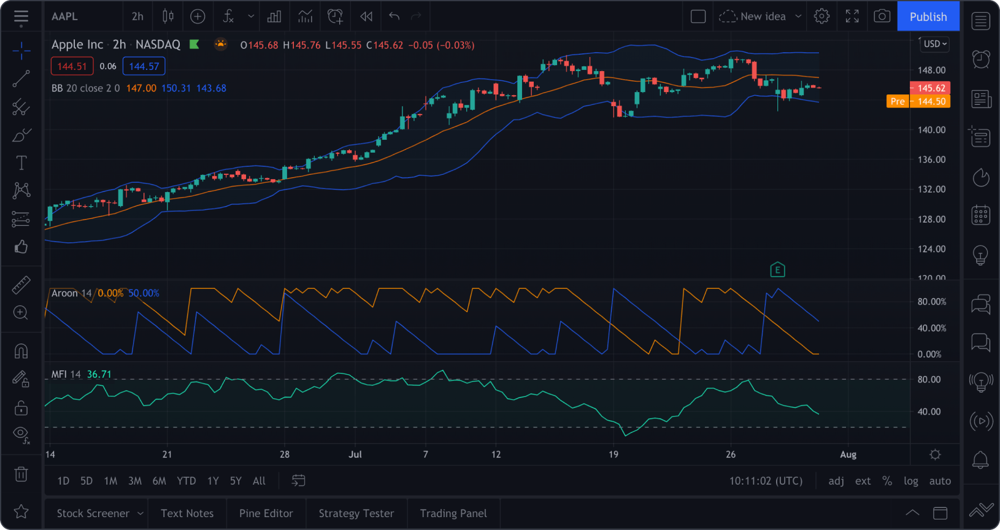 AAPL
2h
New idea
Publish
Apple Inc · 2h · NASDAQ
O145.68 H145.76 L145.55 C145.62 −0.05 (−0.03%)
USD
144.51
0.06
144.57
BB 20 close 2 0 147.00 150.31 143.68
148.00
145.62
Pre
144.50
140.00
136.00
132.00
128.00
124.00
120.00
E
Aroon 14 0.00% 50.00%
80.00%
40.00%
0.00%
MFI 14 36.71
80.00
40.00
14
21
28
Jul
7
12
19
26
Aug
1D
5D
1M
3M
6M
YTD
1Y
5Y
All
10:11:02 (UTC)
adj
ext
%
log
auto
Stock Screener
Text Notes
Pine Editor
Strategy Tester
Trading Panel